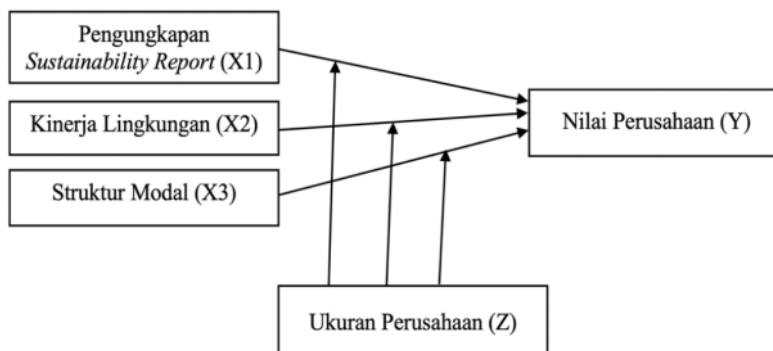 Pengungkapan
Sustainability Report (X1)
Kinerja Lingkungan (X2)
Nilai Perusahaan (Y)
Struktur Modal (X3)
Ukuran Perusahaan (Z)